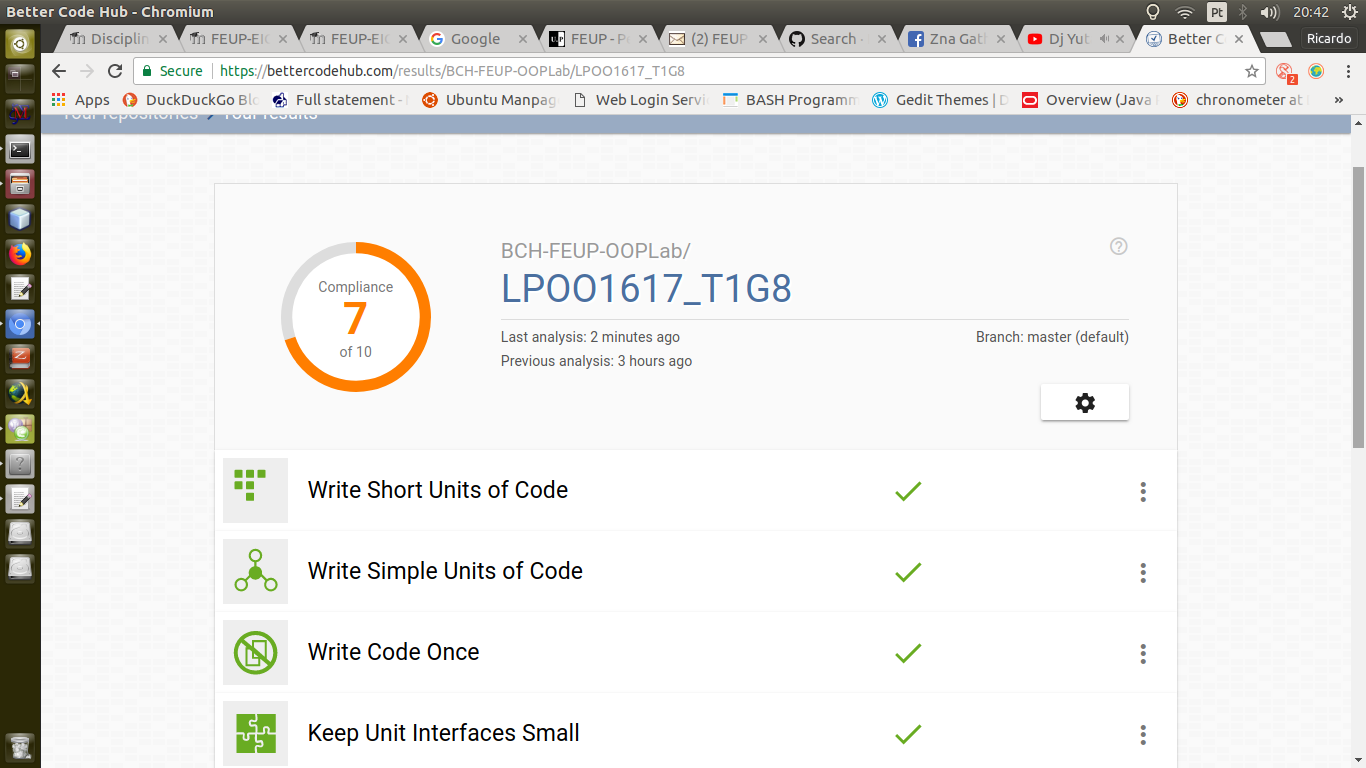 Better Code Hub - Chromium
Pt
20:42
Disciplin
FEUP-EIC
FEUP-EIC
Google
FEUP - P
(2) FEUP
Search -
Zna Gath
Dj Yut
Better C
Ricardo
Secure
https://bettercodehub.com/results/BCH-FEUP-OOPLab/LPOO1617_T1G8
2
Apps
DuckDuckGo Blo
Full statement -
Ubuntu Manpag
Web Login Servi
BASH Programm
Gedit Themes | D
Overview (Java
chronometer at
»
Your repositories > Your results
Compliance
7
of 10
BCH-FEUP-OOPLab/
LPOO1617_T1G8
Last analysis: 2 minutes ago
Branch: master (default)
Previous analysis: 3 hours ago
Write Short Units of Code
Write Simple Units of Code
Write Code Once
Keep Unit Interfaces Small